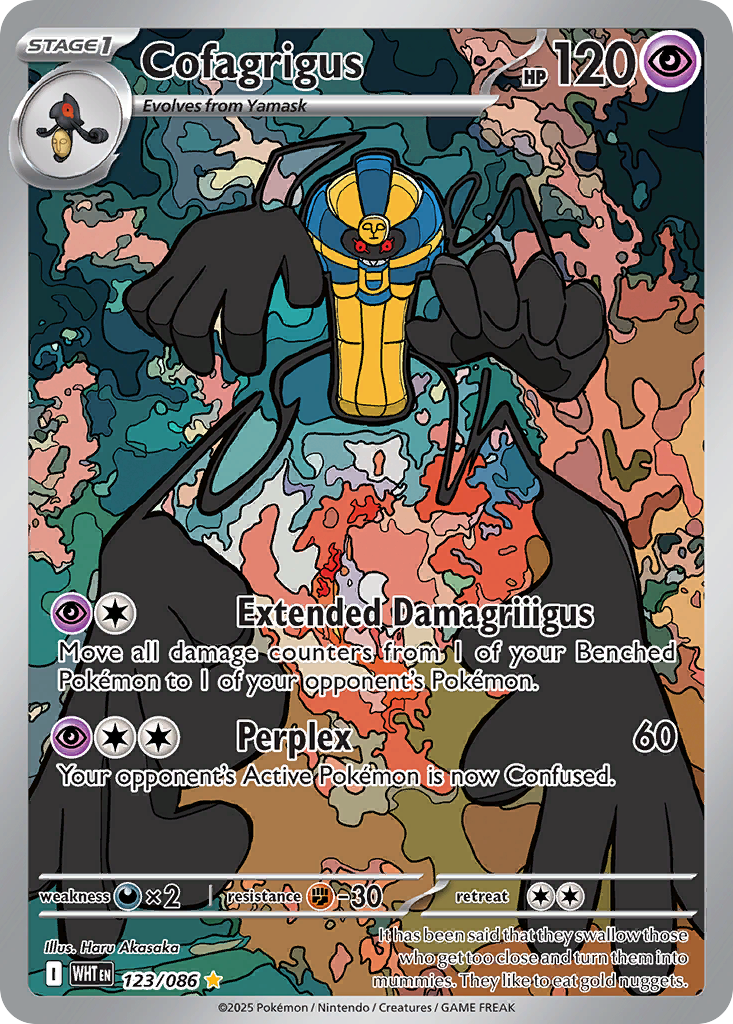 STAGE1
Cofagrigus
HP 120
Evolves from Yamask
Extended Damagriiigus
Move all damage counters from 1 of your Benched
Pokémon to 1 of your opponent's Pokémon.
Perplex 60
Your opponent's Active Pokémon is now Confused.
weakness ×2 resistance -30 retreat
Illus. Haru Akasaka
It has been said that they swallow those
who get too close and turn them into
mummies. They like to eat gold nuggets.
I WHT EN 123/086
©2025 Pokémon / Nintendo / Creatures / GAME FREAK